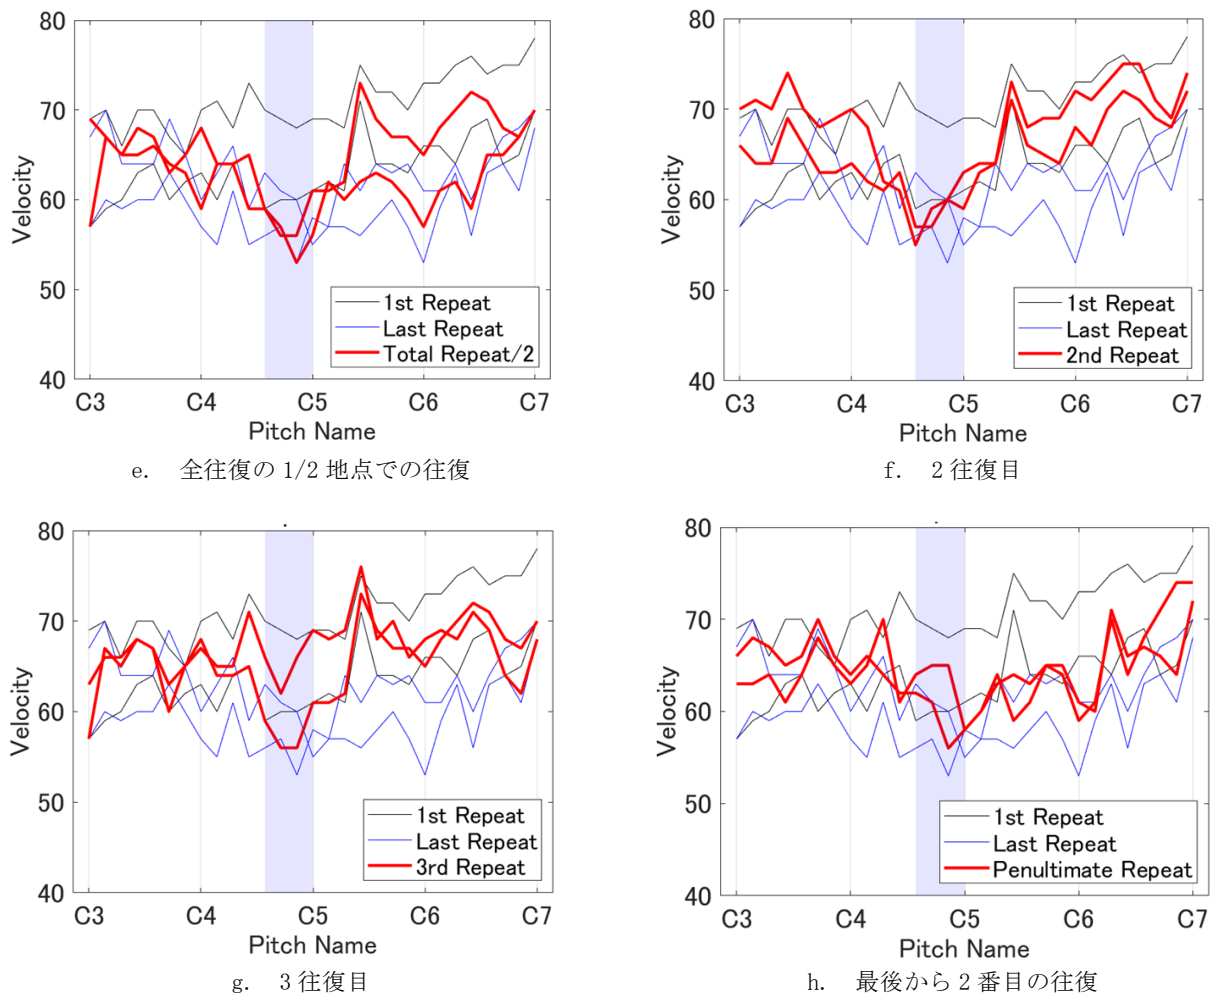 80
70
60
50
40
Velocity
C3 C4 C5 C6 C7
Pitch Name
1st Repeat
Last Repeat
Total Repeat/2
e. 全往復の 1/2 地点での往復
80
70
60
50
40
Velocity
C3 C4 C5 C6 C7
Pitch Name
1st Repeat
Last Repeat
2nd Repeat
f. 2 往復目
80
70
60
50
40
Velocity
C3 C4 C5 C6 C7
Pitch Name
1st Repeat
Last Repeat
3rd Repeat
g. 3 往復目
80
70
60
50
40
Velocity
C3 C4 C5 C6 C7
Pitch Name
1st Repeat
Last Repeat
Penultimate Repeat
h. 最後から 2 番目の往復